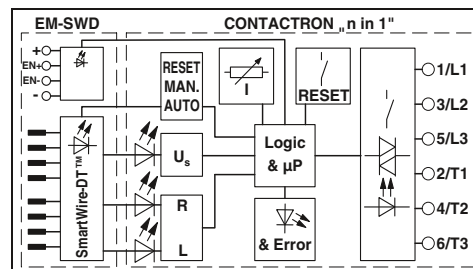 EM-SWD
CONTACTRON „n in 1"
+
EN+
EN-
-
SmartWire-DT™
RESET
MAN.
AUTO
Us
R
L
I
RESET
Logic
& µP
& Error
1/L1
3/L2
5/L3
2/T1
4/T2
6/T3